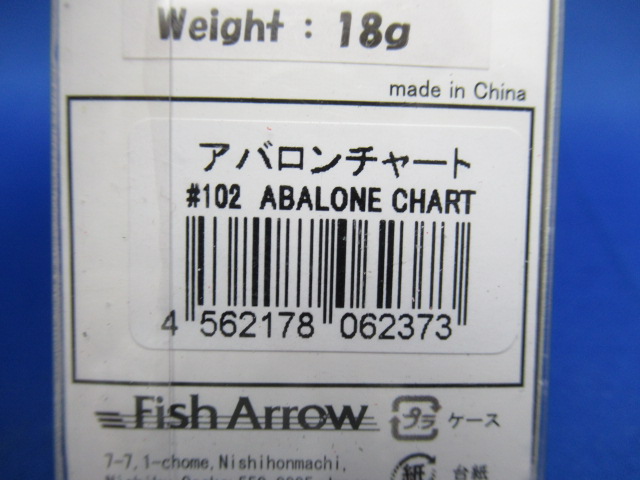 Weight : 18g
made in China
アバロンチャート
#102 ABALONE CHART
4 562178 062373
Fish Arrow
プラ ケース
7-7, 1-chome, Nishihonmachi,
紙 台紙